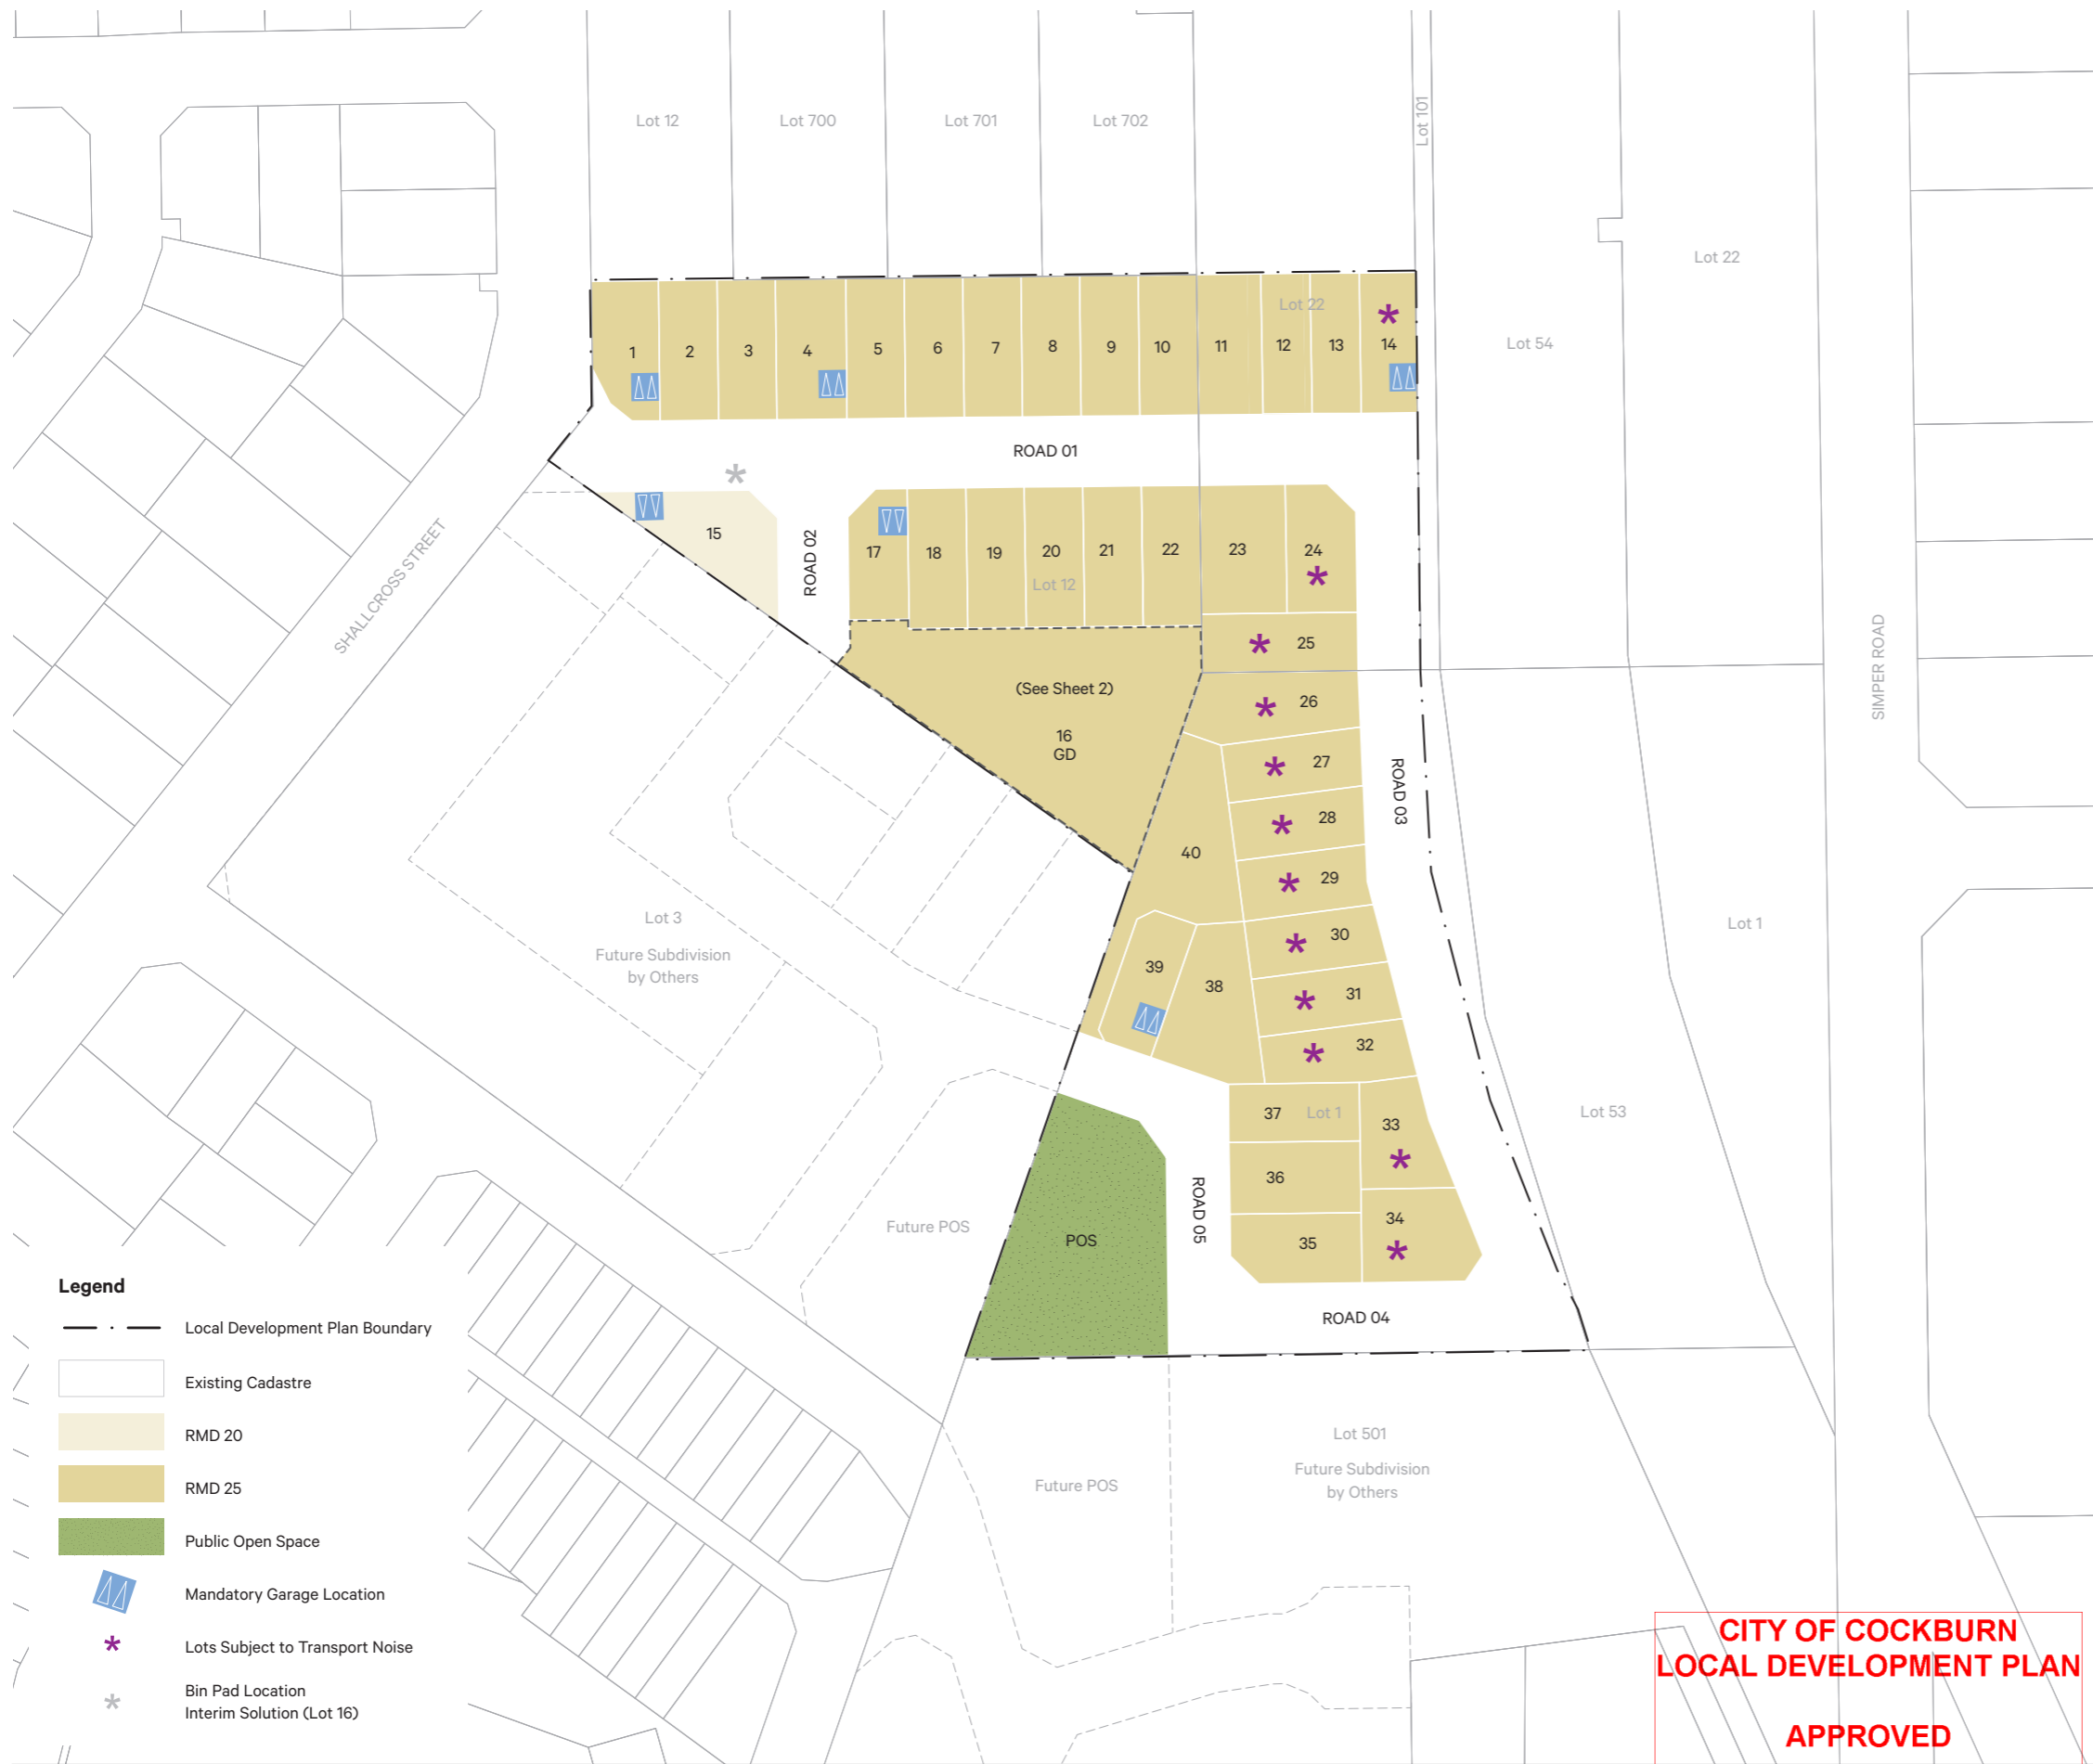 Lot 12
Lot 700
Lot 701
Lot 702
Lot 101
Lot 22
Lot 54
Lot 22
1
2
3
4
5
6
7
8
9
10
11
12
13
14
ROAD 01
SHALLCROSS STREET
15
ROAD 02
17
18
19
20
21
22
23
24
Lot 12
25
SIMPER ROAD
(See Sheet 2)
16
GD
26
27
28
29
30
31
32
ROAD 03
40
39
38
Lot 3
Future Subdivision
by Others
Lot 1
Lot 53
37
Lot 1
33
36
34
35
ROAD 05
Future POS
POS
ROAD 04
Lot 501
Future Subdivision
by Others
Future POS
Legend
Local Development Plan Boundary
Existing Cadastre
RMD 20
RMD 25
Public Open Space
Mandatory Garage Location
Lots Subject to Transport Noise
Bin Pad Location
Interim Solution (Lot 16)
CITY OF COCKBURN
LOCAL DEVELOPMENT PLAN
APPROVED